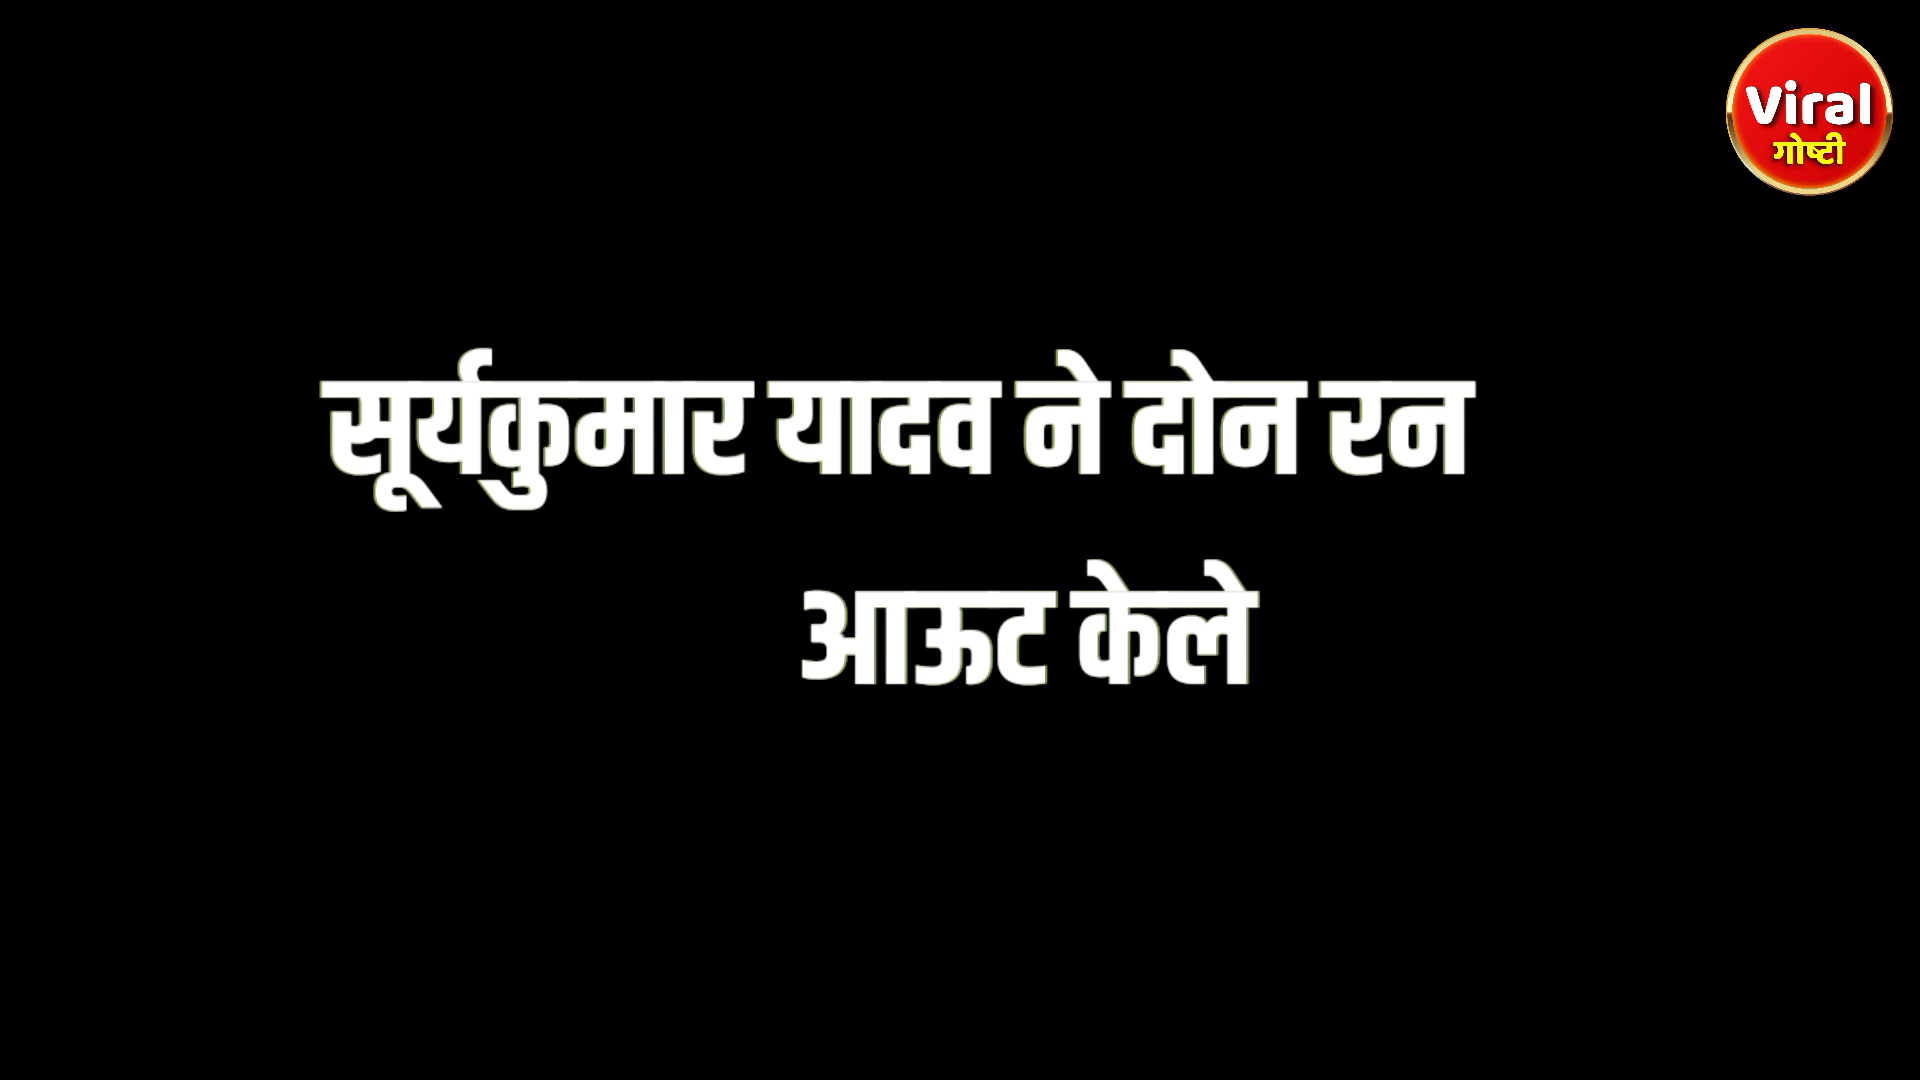 Viral
गोष्टी
सूर्यकुमार यादव ने दोन रन
आऊट केले